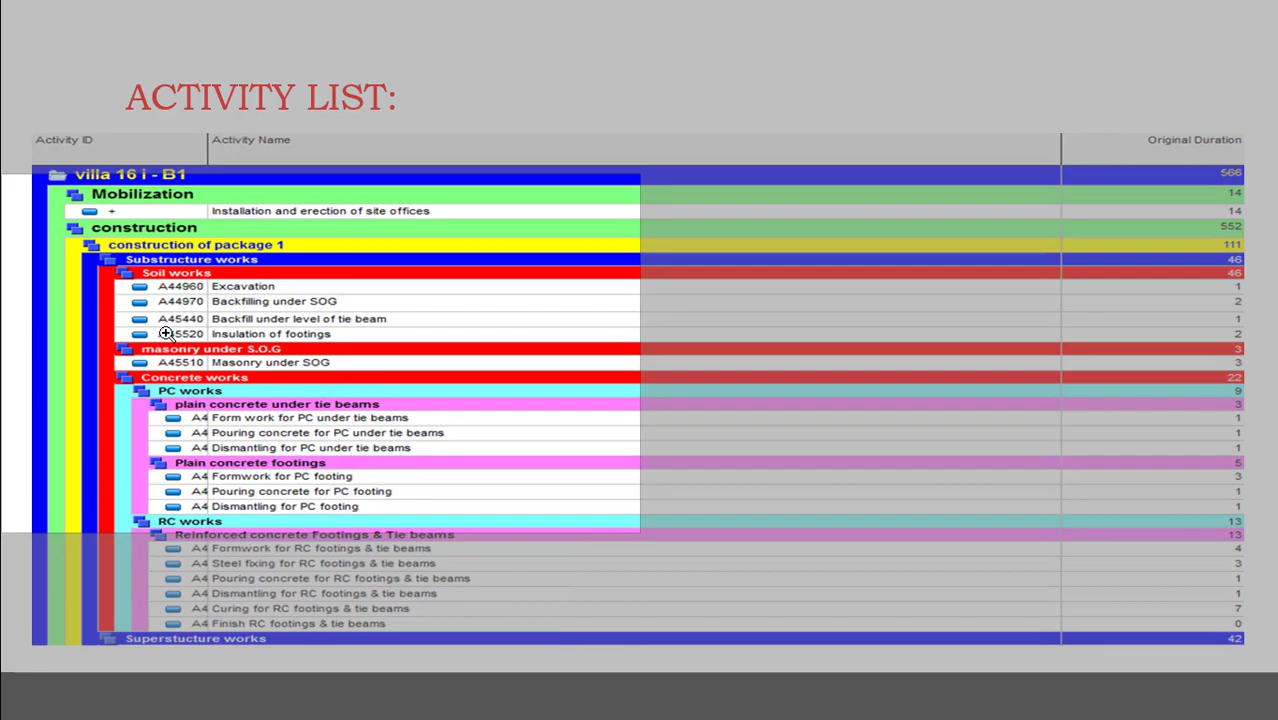 ACTIVITY LIST:
Activity ID Activity Name Original Duration
villa 16 i - B1 566
Mobilization 14
+ Installation and erection of site offices 14
construction 552
construction of package 1 111
Substructure works 46
Soil works 46
A44960 Excavation 1
A44970 Backfilling under SOG 2
A45440 Backfill under level of tie beam 1
45520 Insulation of footings 2
masonry under S.O.G 3
A45510 Masonry under SOG 3
Concrete works 22
PC works 9
plain concrete under tie beams 3
A4 Form work for PC under tie beams 1
A4 Pouring concrete for PC under tie beams 1
A4 Dismantling for PC under tie beams 1
Plain concrete footings 5
A4 Formwork for PC footing 3
A4 Pouring concrete for PC footing 1
A4 Dismantling for PC footing 1
RC works 13
Reinforced concrete Footings & Tie beams 13
A4 Formwork for RC footings & tie beams 4
A4 Steel fixing for RC footings & tie beams 3
A4 Pouring concrete for RC footings & tie beams 1
A4 Dismantling for RC footings & tie beams 1
A4 Curing for RC footings & tie beams 7
A4 Finish RC footings & tie beams 0
Superstucture works 42